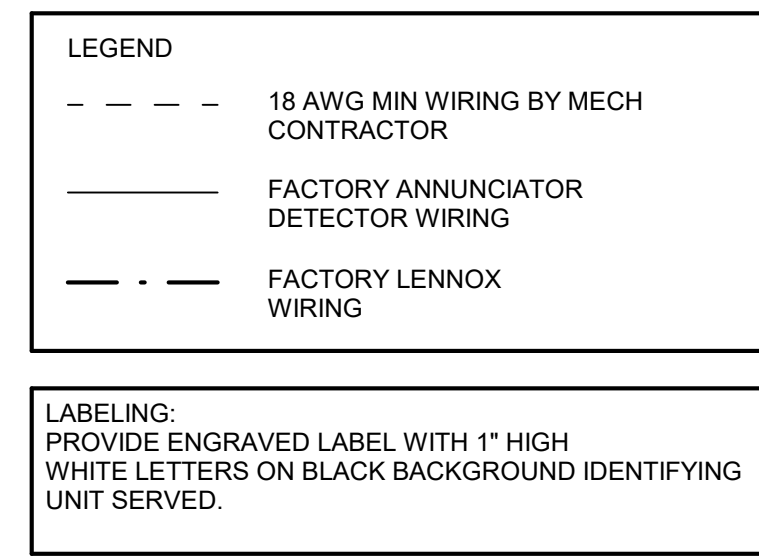 LEGEND
18 AWG MIN WIRING BY MECH
CONTRACTOR
FACTORY ANNUNCIATOR
DETECTOR WIRING
FACTORY LENNOX
WIRING
LABELING:
PROVIDE ENGRAVED LABEL WITH 1" HIGH
WHITE LETTERS ON BLACK BACKGROUND IDENTIFYING
UNIT SERVED.